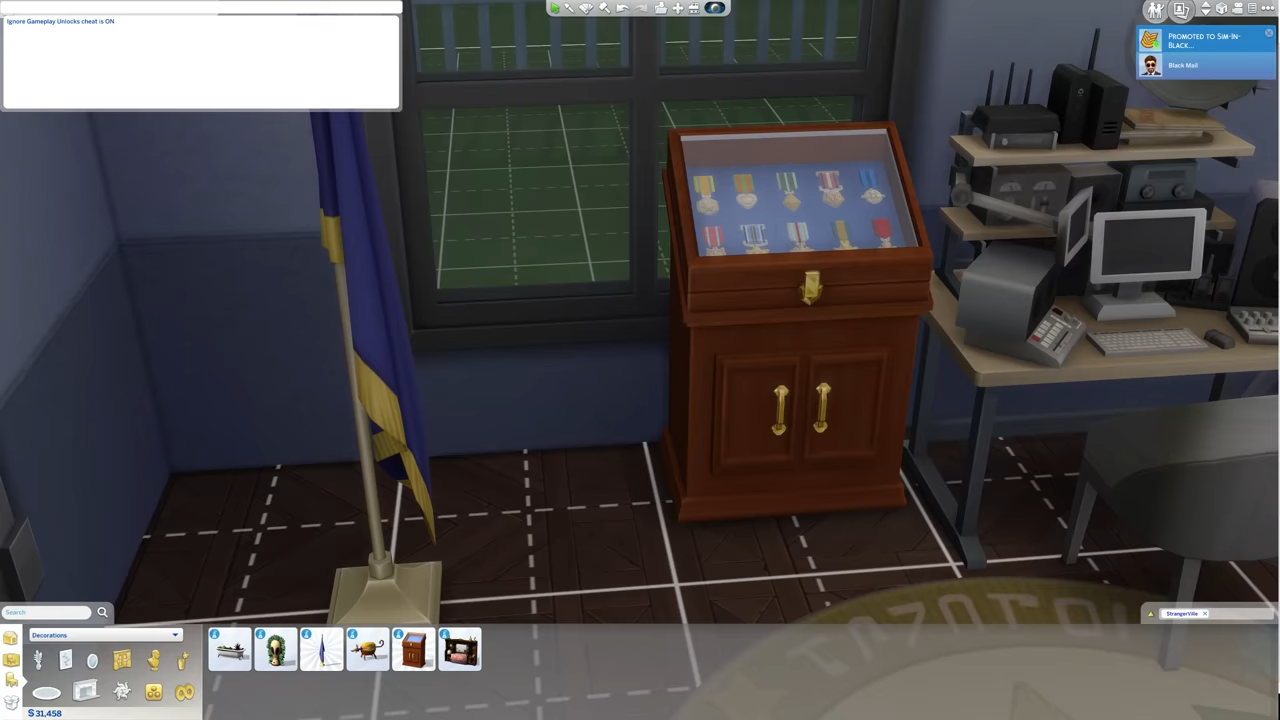 Ignore Gameplay Unlocks cheat is ON
PROMOTED TO SIM-IN-
BLACK...
Black Mail
Search
StrangerVille
Decorations
§31,458